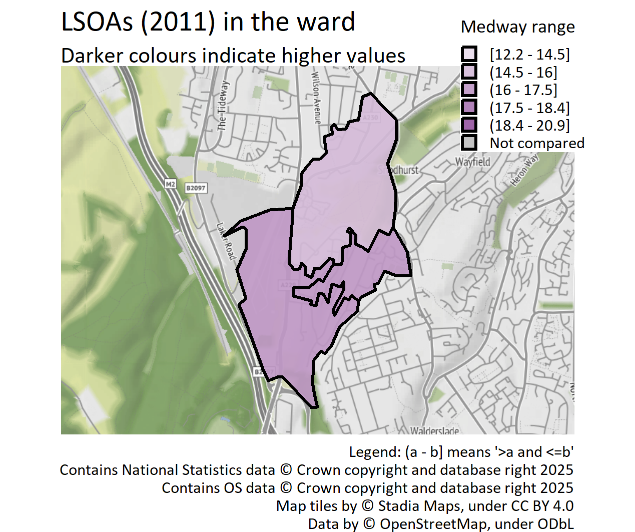 LSOAs (2011) in the ward
Darker colours indicate higher values
Medway range
[12.2 - 14.5]
(14.5 - 16]
(16 - 17.5]
(17.5 - 18.4]
(18.4 - 20.9]
Not compared
The Tideway
Wilson Avenue
dhurst
Wayfield
Heron Way
M2
B2097
Road
B2
Walderslade
Legend: (a - b] means '>a and <=b'
Contains National Statistics data © Crown copyright and database right 2025
Contains OS data © Crown copyright and database right 2025
Map tiles by © Stadia Maps, under CC BY 4.0
Data by © OpenStreetMap, under ODbL